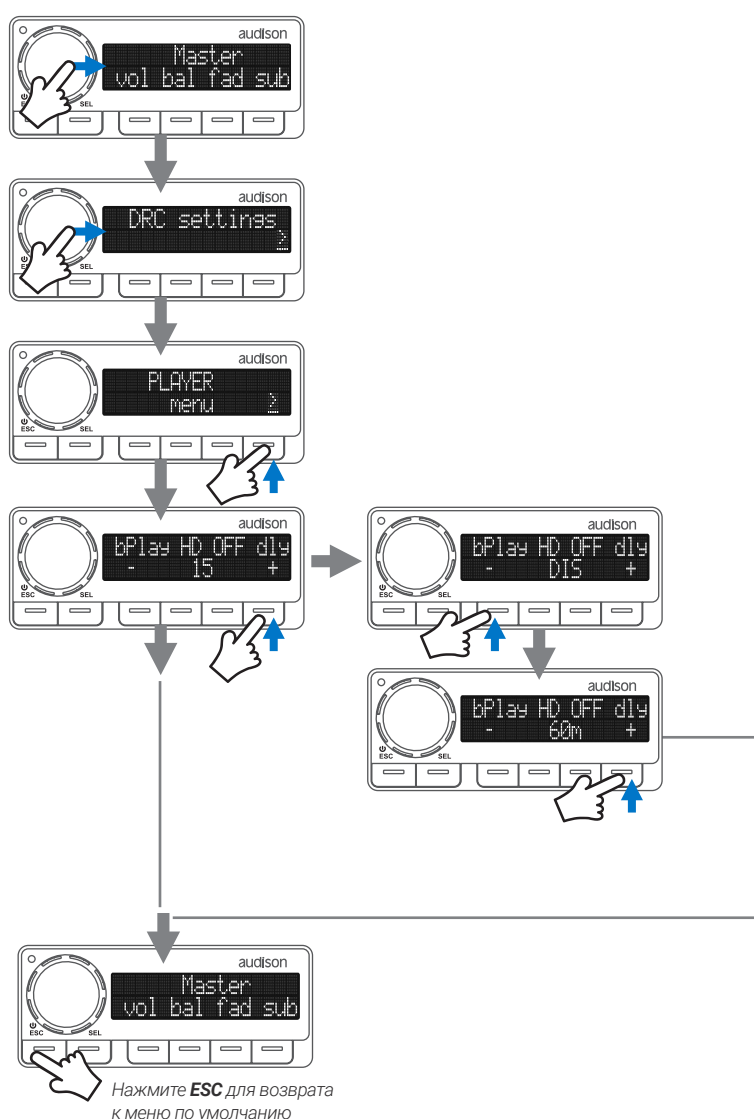 audison
Master
vol bal fad sub
ESC SEL
audison
DRC settings
>
ESC SEL
audison
PLAYER
menu >
ESC SEL
audison
bPlay HD OFF dly
- 15 +
ESC SEL
audison
bPlay HD OFF dly
- DIS +
ESC SEL
audison
bPlay HD OFF dly
- 60m +
ESC SEL
audison
Master
vol bal fad sub
ESC SEL
Нажмите ESC для возврата
к меню по умолчанию